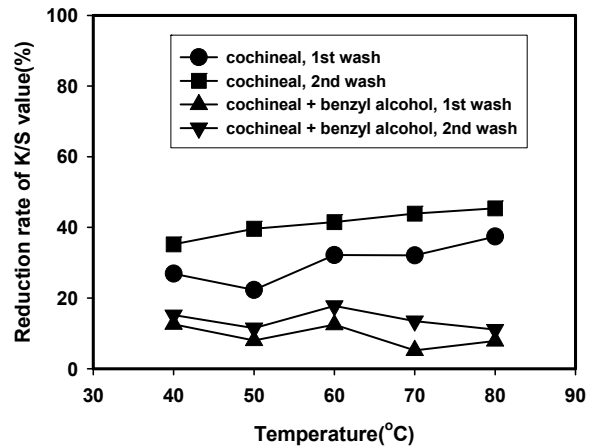 100
80
60
40
20
0
Reduction rate of K/S value(%)
cochineal, 1st wash
cochineal, 2nd wash
cochineal + benzyl alcohol, 1st wash
cochineal + benzyl alcohol, 2nd wash
30 40 50 60 70 80 90
Temperature(°C)